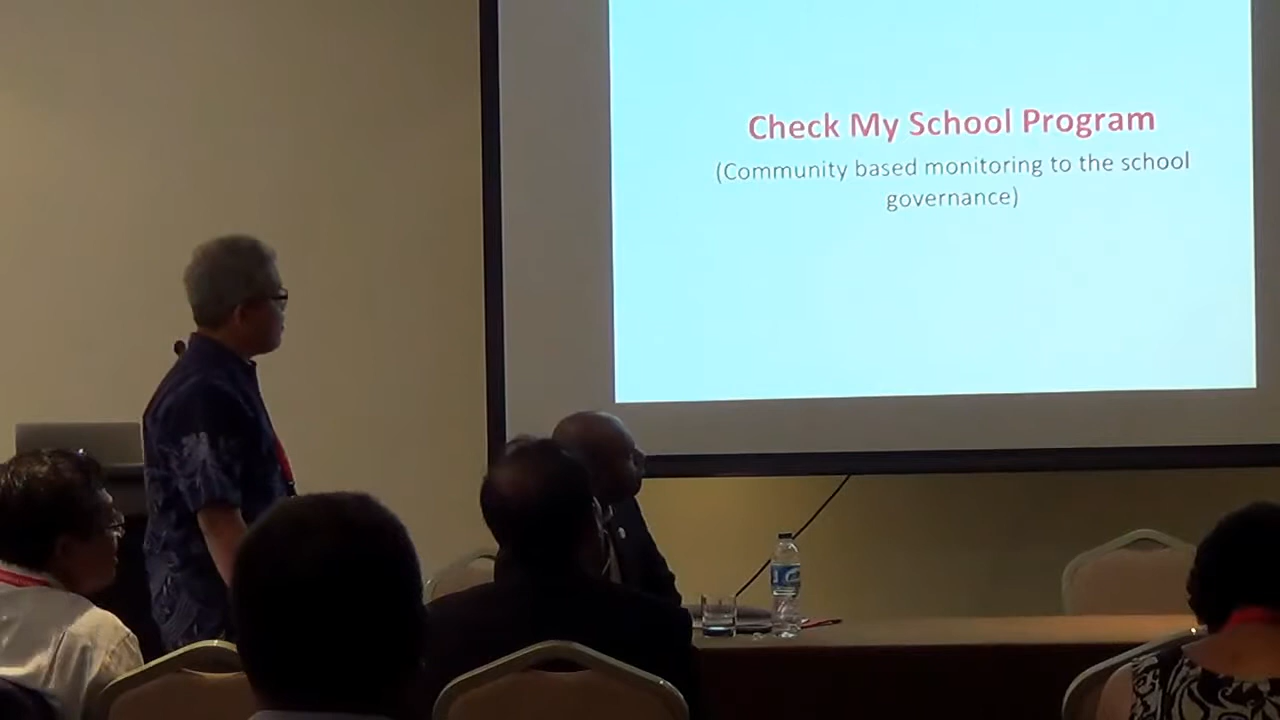 Check My School Program
(Community based monitoring to the school
governance)